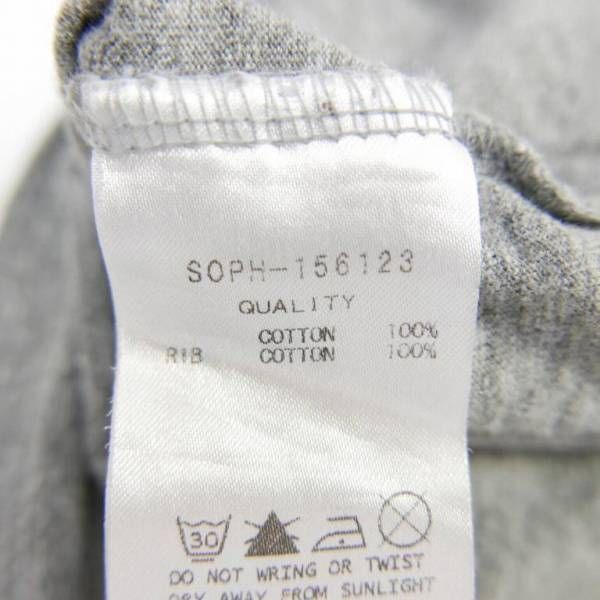 SOPH-156123
QUALITY
COTTON 100%
RIB COTTON 100%
30
DO NOT WRING OR TWIST
DRY AWAY FROM SUNLIGHT